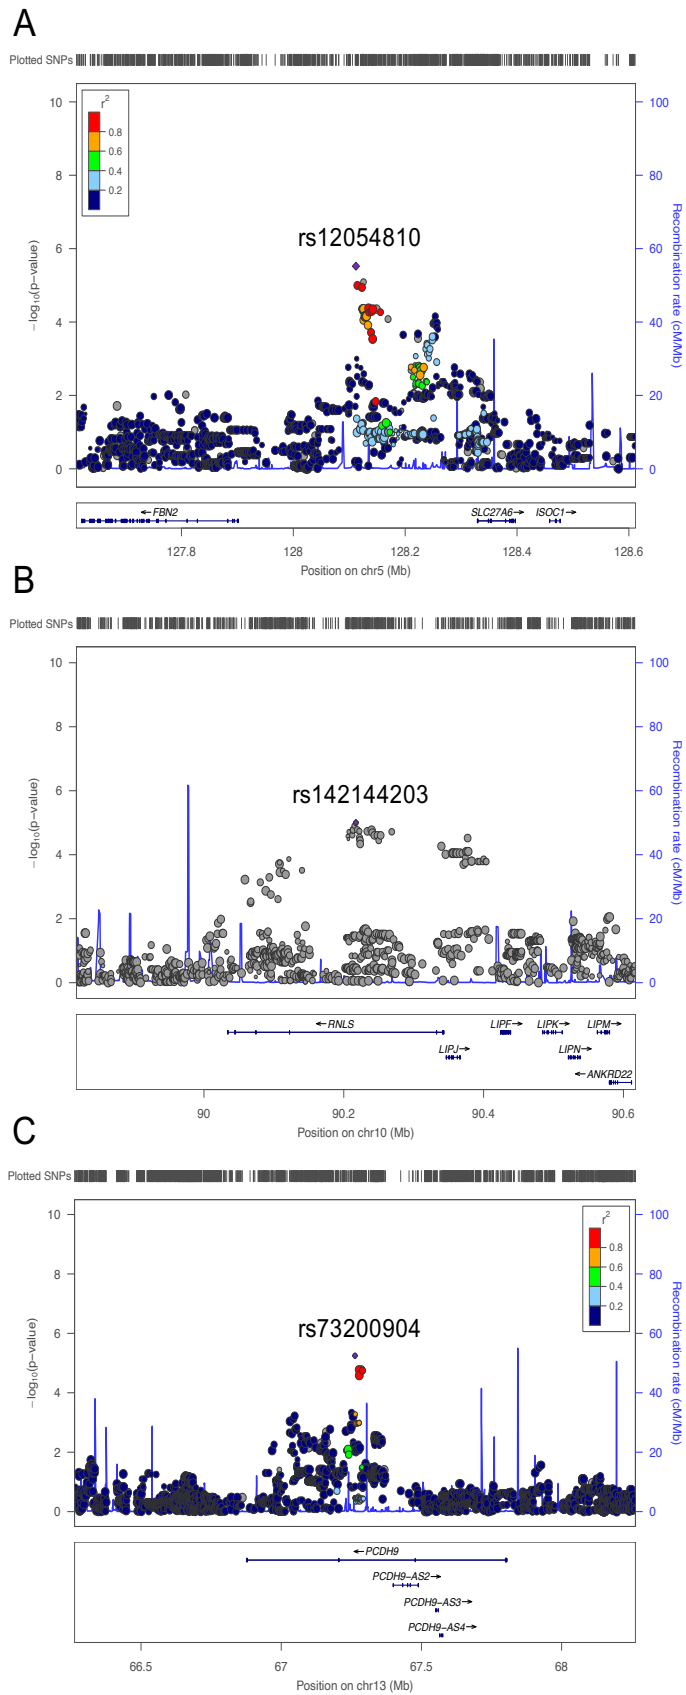 A
Plotted SNPs
10
8
6
4
2
0
−log10(p−value)
100
80
60
40
20
0
Recombination rate (cM/Mb)
r2
0.8
0.6
0.4
0.2
rs12054810
←FBN2
SLC27A6→
ISOC1→
127.8
128
128.2
128.4
128.6
Position on chr5 (Mb)
B
Plotted SNPs
10
8
6
4
2
0
−log10(p−value)
100
80
60
40
20
0
Recombination rate (cM/Mb)
rs142144203
←RNLS
LIPF→
LIPK→
LIPM→
LIPJ→
LIPN→
←ANKRD22
90
90.2
90.4
90.6
Position on chr10 (Mb)
C
Plotted SNPs
10
8
6
4
2
0
−log10(p−value)
100
80
60
40
20
0
Recombination rate (cM/Mb)
r2
0.8
0.6
0.4
0.2
rs73200904
←PCDH9
PCDH9−AS2→
PCDH9−AS3→
PCDH9−AS4→
66.5
67
67.5
68
Position on chr13 (Mb)